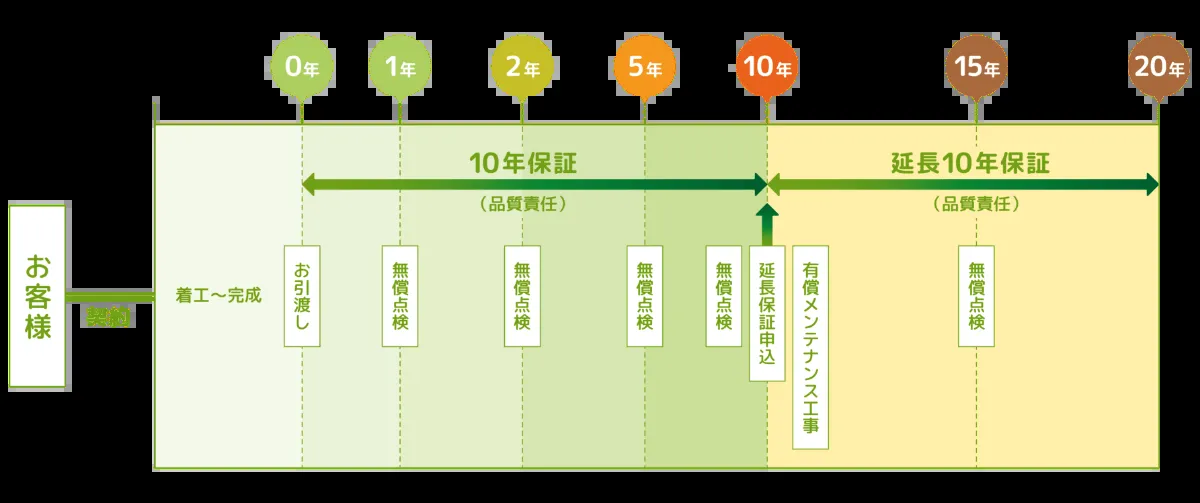 0年
1年
2年
5年
10年
15年
20年
10年保証
延長10年保証
（品質責任）
（品質責任）
お客様
契約
着工～完成
お引渡し
無償点検
無償点検
無償点検
無償点検
延長保証申込
有償メンテナンス工事
無償点検